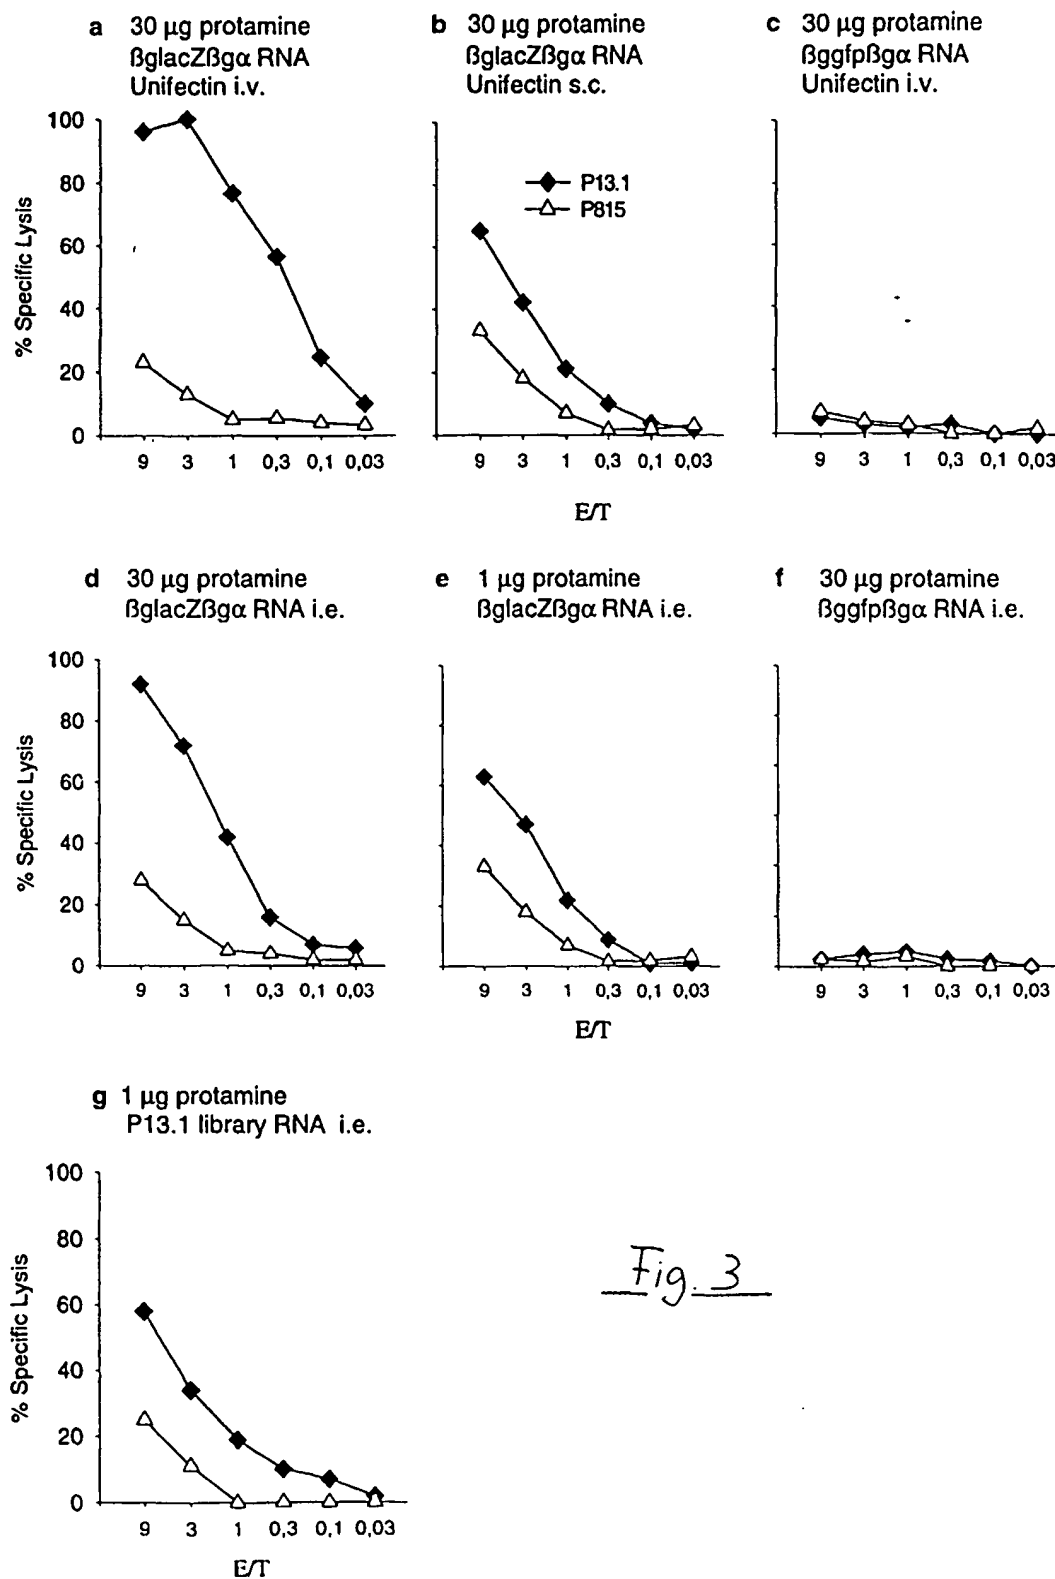 a 30 µg protamine
ßglacZßgα RNA
Unifectin i.v.
b 30 µg protamine
ßglacZßgα RNA
Unifectin s.c.
c 30 µg protamine
ßggfpßgα RNA
Unifectin i.v.
% Specific Lysis
100
80
60
40
20
0
P13.1
P815
9 3 1 0,3 0,1 0,03
9 3 1 0,3 0,1 0,03
9 3 1 0,3 0,1 0,03
E/T
d 30 µg protamine
ßglacZßgα RNA i.e.
e 1 µg protamine
ßglacZßgα RNA i.e.
f 30 µg protamine
ßggfpßgα RNA i.e.
% Specific Lysis
100
80
60
40
20
0
9 3 1 0,3 0,1 0,03
9 3 1 0,3 0,1 0,03
9 3 1 0,3 0,1 0,03
E/T
g 1 µg protamine
P13.1 library RNA i.e.
% Specific Lysis
100
80
60
40
20
0
9 3 1 0,3 0,1 0,03
E/T
Fig. 3